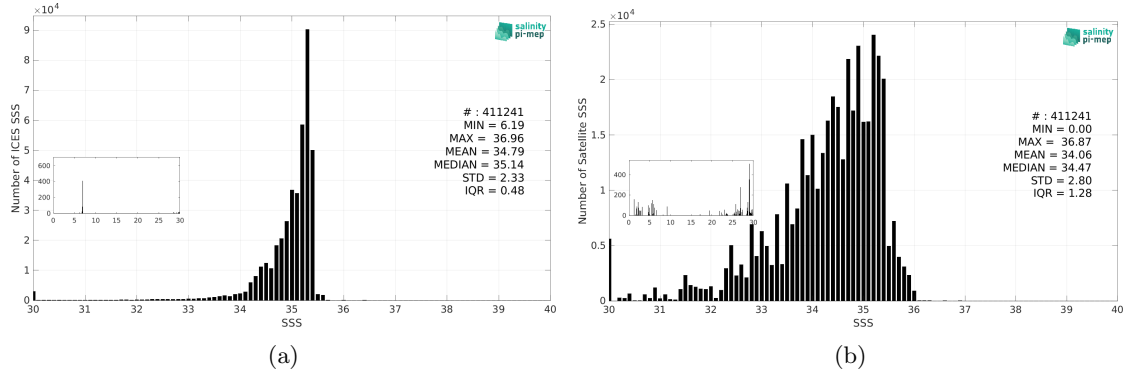 ×10^4
salinity
pi-mep
9
8
7
6
5
4
3
2
1
0
Number of ICES SSS
# : 411241
MIN = 6.19
MAX = 36.96
MEAN = 34.79
MEDIAN = 35.14
STD = 2.33
IQR = 0.48
600
400
200
0
0 5 10 15 20 25 30
30 31 32 33 34 35 36 37 38 39 40
SSS
(a)
2.5 ×10^4
salinity
pi-mep
2
1.5
1
0.5
0
Number of Satellite SSS
# : 411241
MIN = 0.00
MAX = 36.87
MEAN = 34.06
MEDIAN = 34.47
STD = 2.80
IQR = 1.28
400
200
0
0 5 10 15 20 25 30
30 31 32 33 34 35 36 37 38 39 40
SSS
(b)